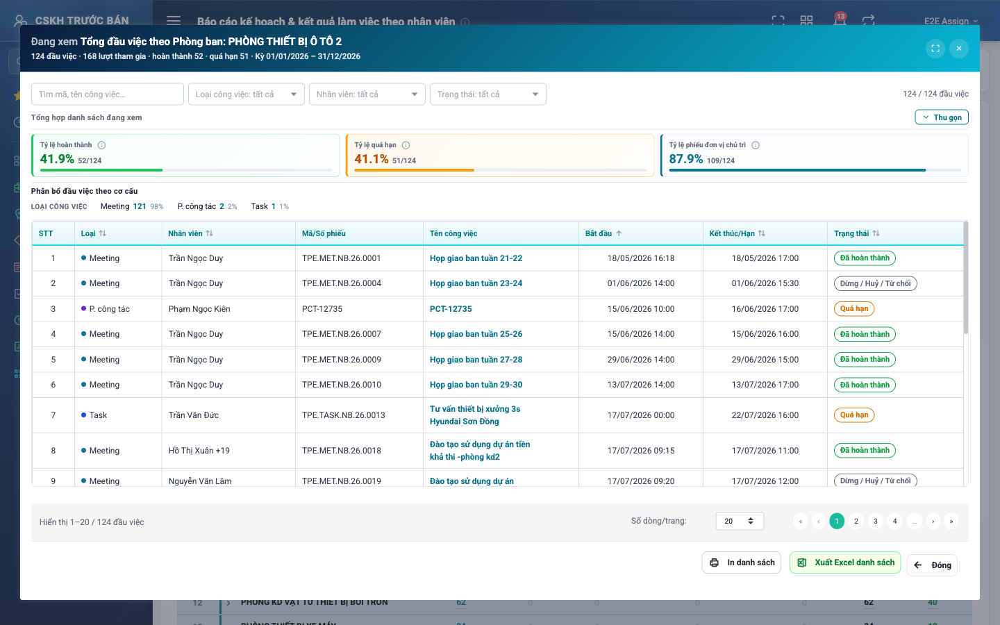 CSKH TRƯỚC BÁN
Báo cáo kế hoạch & kết quả làm việc theo nhân viên
13
E2E Assign
Đang xem Tổng đầu việc theo Phòng ban: PHÒNG THIẾT BỊ Ô TÔ 2
124 đầu việc · 168 lượt tham gia · hoàn thành 52 · quá hạn 51 · Kỳ 01/01/2026 – 31/12/2026
Tìm mã, tên công việc...
Loại công việc: tất cả
Nhân viên: tất cả
Trạng thái: tất cả
124 / 124 đầu việc
Tổng hợp danh sách đang xem
Thu gọn
Tỷ lệ hoàn thành
41.9% 52/124
Tỷ lệ quá hạn
41.1% 51/124
Tỷ lệ phiếu đơn vị chủ trì
87.9% 109/124
Phân bổ đầu việc theo cơ cấu
LOẠI CÔNG VIỆC Meeting 121 98% P. công tác 2 2% Task 1 1%
STT Loại Nhân viên Mã/Số phiếu Tên công việc Bắt đầu Kết thúc/Hạn Trạng thái
1 Meeting Trần Ngọc Duy TPE.MET.NB.26.0001 Họp giao ban tuần 21-22 18/05/2026 16:18 18/05/2026 17:00 Đã hoàn thành
2 Meeting Trần Ngọc Duy TPE.MET.NB.26.0004 Họp giao ban tuần 23-24 01/06/2026 14:00 01/06/2026 15:30 Dừng / Huỷ / Từ chối
3 P. công tác Phạm Ngọc Kiên PCT-12735 PCT-12735 15/06/2026 10:00 16/06/2026 17:00 Quá hạn
4 Meeting Trần Ngọc Duy TPE.MET.NB.26.0007 Họp giao ban tuần 25-26 15/06/2026 14:00 15/06/2026 16:00 Đã hoàn thành
5 Meeting Trần Ngọc Duy TPE.MET.NB.26.0009 Họp giao ban tuần 27-28 29/06/2026 14:00 29/06/2026 15:00 Đã hoàn thành
6 Meeting Trần Ngọc Duy TPE.MET.NB.26.0010 Họp giao ban tuần 29-30 13/07/2026 14:00 13/07/2026 17:00 Đã hoàn thành
7 Task Trần Văn Đức TPE.TASK.NB.26.0013 Tư vấn thiết bị xưởng 3s Hyundai Sơn Đồng 17/07/2026 00:00 22/07/2026 16:00 Quá hạn
8 Meeting Hồ Thị Xuân +19 TPE.MET.NB.26.0018 Đào tạo sử dụng dự án tiền khả thi -phòng kd2 17/07/2026 09:15 17/07/2026 11:00 Đã hoàn thành
9 Meeting Nguyễn Văn Lâm TPE.MET.NB.26.0019 Đào tạo sử dụng dự án 17/07/2026 09:20 17/07/2026 12:00 Dừng / Huỷ / Từ chối
Hiển thị 1–20 / 124 đầu việc
Số dòng/trang: 20
« ‹ 1 2 3 4 ... › »
In danh sách
Xuất Excel danh sách
Đóng
12 PHÒNG KD VẬT TƯ THIẾT BỊ BÔI TRƠN 62 0 0 0 0 62 40